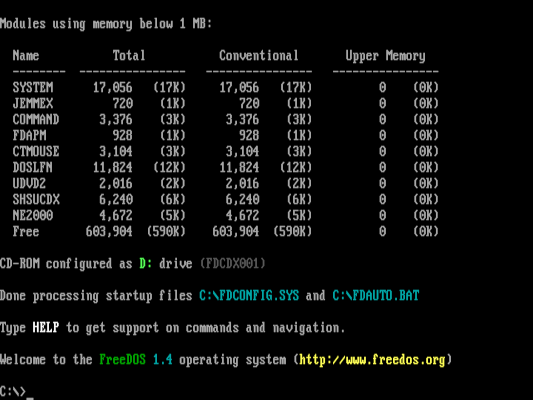 Modules using memory below 1 MB:
Name Total Conventional Upper Memory
-------- ---------------- ---------------- ----------------
SYSTEM 17,056 (17K) 17,056 (17K) 0 (0K)
JEMMEX 720 (1K) 720 (1K) 0 (0K)
COMMAND 3,376 (3K) 3,376 (3K) 0 (0K)
FDAPM 928 (1K) 928 (1K) 0 (0K)
CTMOUSE 3,104 (3K) 3,104 (3K) 0 (0K)
DOSLFN 11,824 (12K) 11,824 (12K) 0 (0K)
UDVD2 2,016 (2K) 2,016 (2K) 0 (0K)
SHSUCDX 6,240 (6K) 6,240 (6K) 0 (0K)
NE2000 4,672 (5K) 4,672 (5K) 0 (0K)
Free 603,904 (590K) 603,904 (590K) 0 (0K)
CD-ROM configured as D: drive (FDCDX001)
Done processing startup files C:\FDCONFIG.SYS and C:\FDAUTO.BAT
Type HELP to get support on commands and navigation.
Welcome to the FreeDOS 1.4 operating system (http://www.freedos.org)
C:\>_